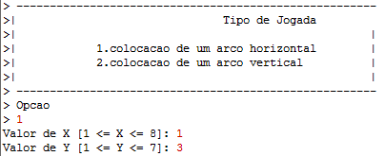 > --------------------------------------------------------
>| Tipo de Jogada
>| |
>| 1.colocacao de um arco horizontal |
>| 2.colocacao de um arco vertical |
>| |
> --------------------------------------------------------
> Opcao
> 1
Valor de X [1 <= X <= 8]: 1
Valor de Y [1 <= Y <= 7]: 3